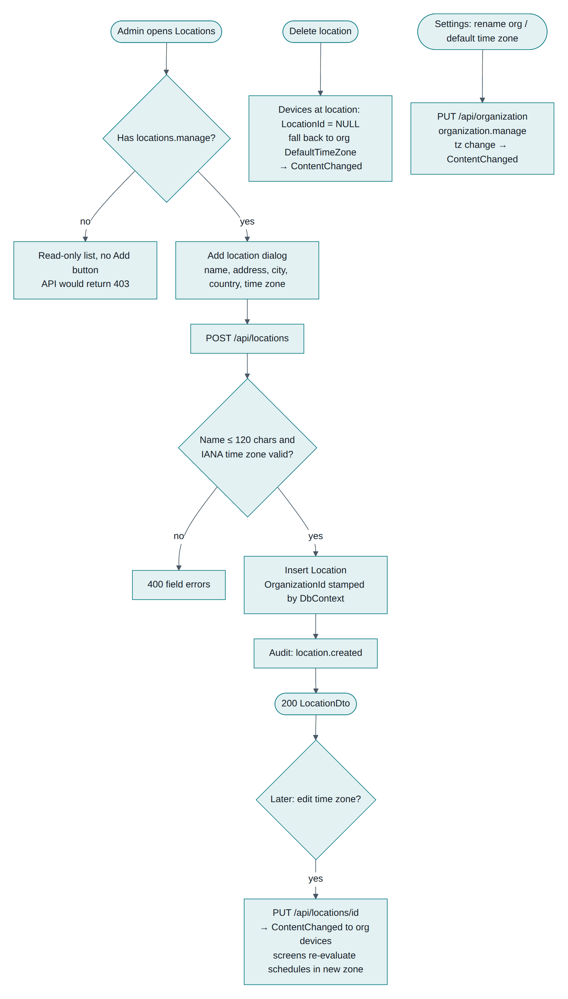 Admin opens Locations
Delete location
Settings: rename org /
default time zone
Has locations.manage?
Devices at location:
LocationId = NULL
fall back to org
DefaultTimeZone
→ ContentChanged
PUT /api/organization
organization.manage
tz change →
ContentChanged
no
yes
Read-only list, no Add
button
API would return 403
Add location dialog
name, address, city,
country, time zone
POST /api/locations
Name ≤ 120 chars and
IANA time zone valid?
no
yes
400 field errors
Insert Location
OrganizationId stamped
by DbContext
Audit: location.created
200 LocationDto
Later: edit time zone?
yes
PUT /api/locations/id
→ ContentChanged to org
devices
screens re-evaluate
schedules in new zone